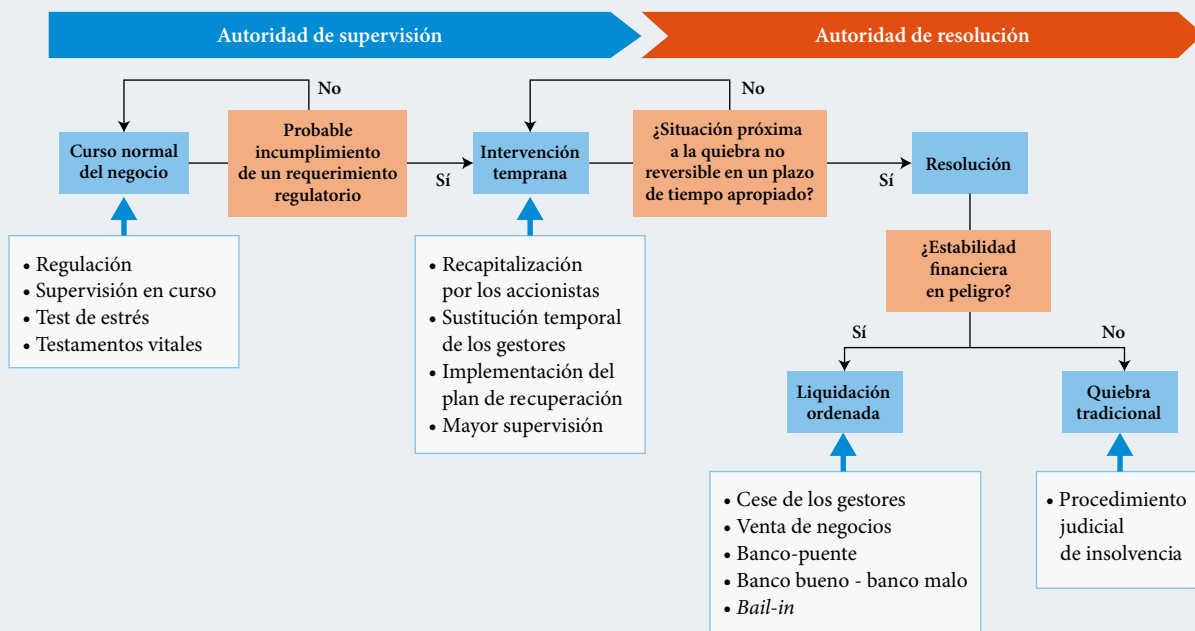 Autoridad de supervisión
Autoridad de resolución
No
No
Curso normal
del negocio
Probable
incumplimiento
de un requerimiento
regulatorio
Sí
Intervención
temprana
¿Situación próxima
a la quiebra no
reversible en un plazo
de tiempo apropiado?
Sí
Resolución
• Regulación
• Supervisión en curso
• Test de estrés
• Testamentos vitales
• Recapitalización
por los accionistas
• Sustitución temporal
de los gestores
• Implementación del
plan de recuperación
• Mayor supervisión
¿Estabilidad
financiera
en peligro?
Sí
No
Liquidación
ordenada
Quiebra
tradicional
• Cese de los gestores
• Venta de negocios
• Banco-puente
• Banco bueno - banco malo
• Bail-in
• Procedimiento
judicial
de insolvencia